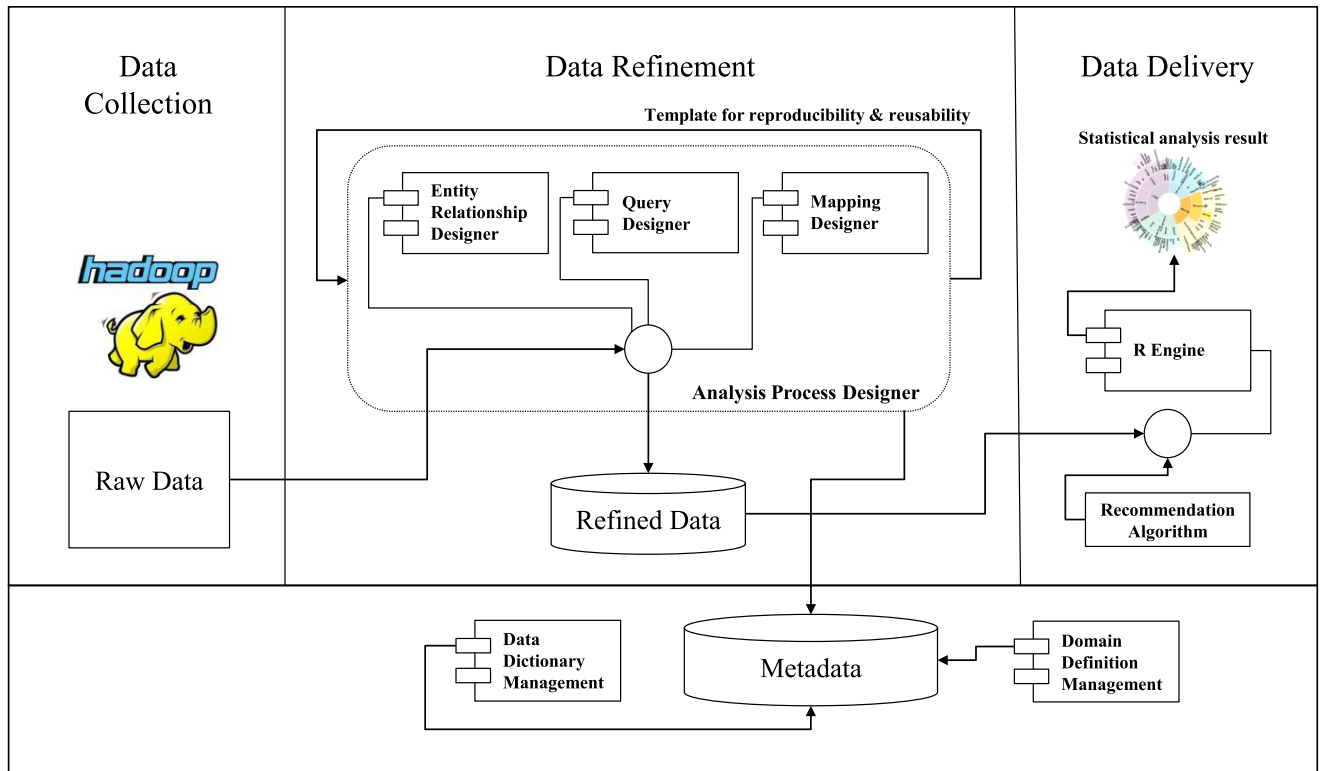 Data
Collection
hadoop
Raw Data
Data Refinement
Template for reproducibility & reusability
Entity
Relationship
Designer
Query
Designer
Mapping
Designer
Analysis Process Designer
Refined Data
Data Delivery
Statistical analysis result
R Engine
Recommendation
Algorithm
Data
Dictionary
Management
Metadata
Domain
Definition
Management